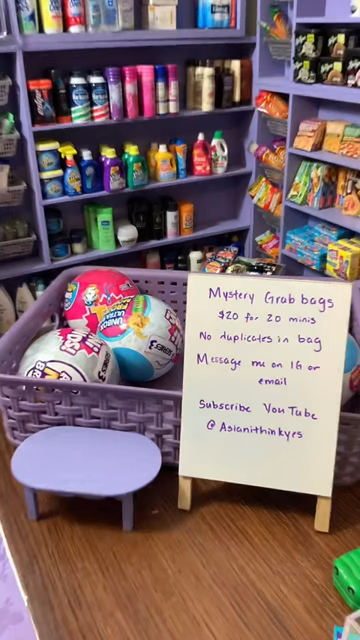 Mystery Grab bags
$20 for 20 minis
No duplicates in bag
Message me on IG or
email
Subscribe YouTube
@Asianithinkyes